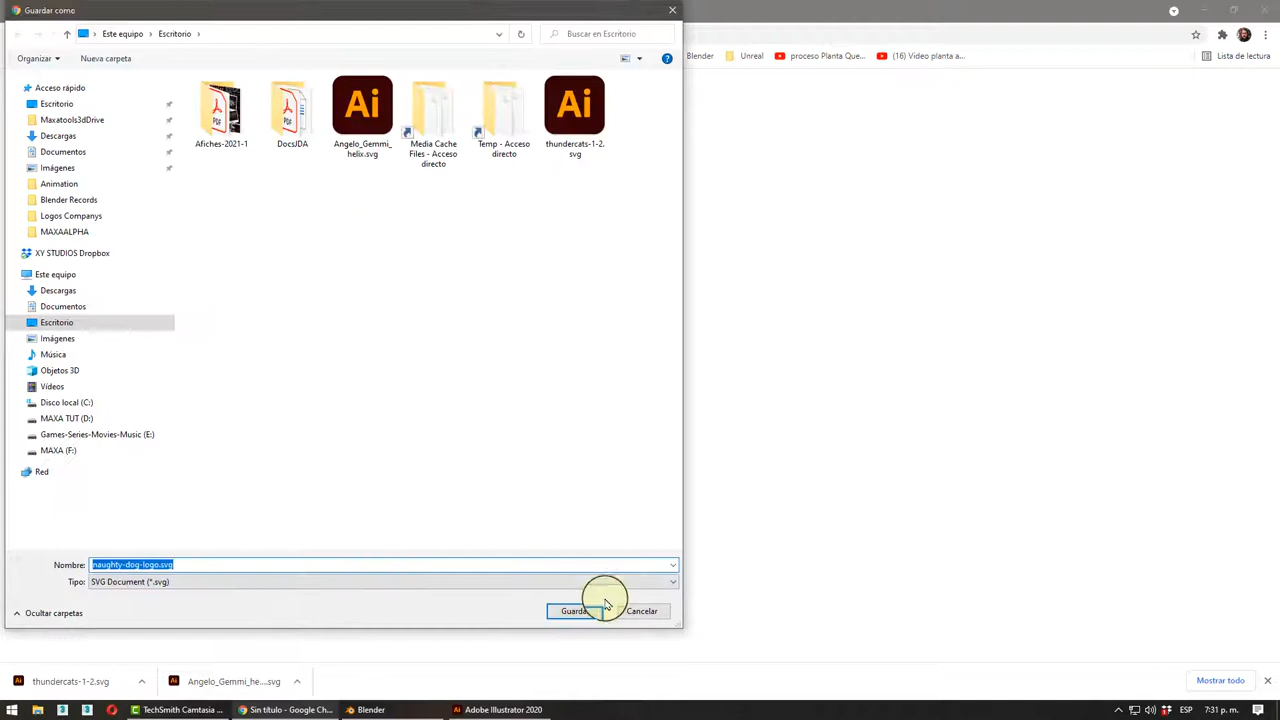 Guardar como
Este equipo
Escritorio
Buscar en Escritorio
Blender
Unreal
proceso Planta Que...
(16) Video planta a...
Lista de lectura
Organizar
Nueva carpeta
Acceso rápido
Escritorio
Maxatools3dDrive
Descargas
Documentos
Imágenes
Animation
Blender Records
Logos Companys
MAXAALPHA
XY STUDIOS Dropbox
Este equipo
Descargas
Documentos
Escritorio
Imágenes
Música
Objetos 3D
Vídeos
Disco local (C:)
MAXA TUT (D:)
Games-Series-Movies-Music (E:)
MAXA (F:)
Red
Afiches-2021-1
DocsJDA
Angelo_Gemmi_
helix.svg
Media Cache
Files - Acceso
directo
Temp - Acceso
directo
thundercats-1-2.
svg
Nombre:
naughty-dog-logo.svg
Tipo:
SVG Document (*.svg)
Ocultar carpetas
Guardar
Cancelar
thundercats-1-2.svg
Angelo_Gemmi_he....svg
Mostrar todo
TechSmith Camtasia ...
Sin título - Google Ch...
Blender
Adobe Illustrator 2020
ESP
7:31 p. m.